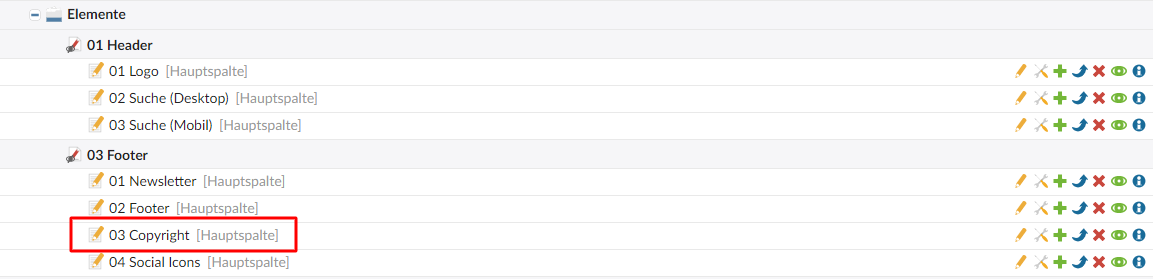 Elemente
01 Header
01 Logo [Hauptspalte]
02 Suche (Desktop) [Hauptspalte]
03 Suche (Mobil) [Hauptspalte]
03 Footer
01 Newsletter [Hauptspalte]
02 Footer [Hauptspalte]
03 Copyright [Hauptspalte]
04 Social Icons [Hauptspalte]